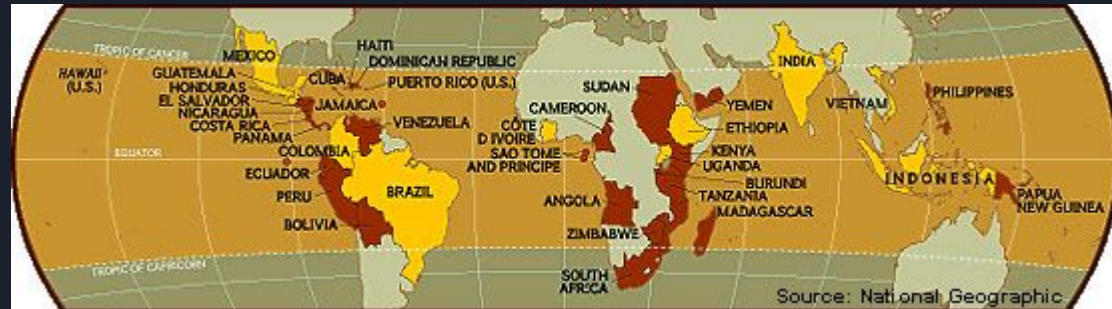 TROPIC OF CANCER
MEXICO
HAITI
DOMINICAN REPUBLIC
CUBA
PUERTO RICO (U.S.)
HAWAII
(U.S.)
GUATEMALA
HONDURAS
EL SALVADOR
NICARAGUA
COSTA RICA
PANAMA
JAMAICA
VENEZUELA
COLOMBIA
EQUATOR
ECUADOR
PERU
BRAZIL
BOLIVIA
TROPIC OF CAPRICORN
SUDAN
CAMEROON
CÔTE
D IVOIRE
SAO TOME
AND PRINCIPE
YEMEN
ETHIOPIA
KENYA
UGANDA
BURUNDI
TANZANIA
ANGOLA
MADAGASCAR
ZIMBABWE
SOUTH
AFRICA
INDIA
VIETNAM
PHILIPPINES
INDONESIA
PAPUA
NEW GUINEA
Source: National Geographic